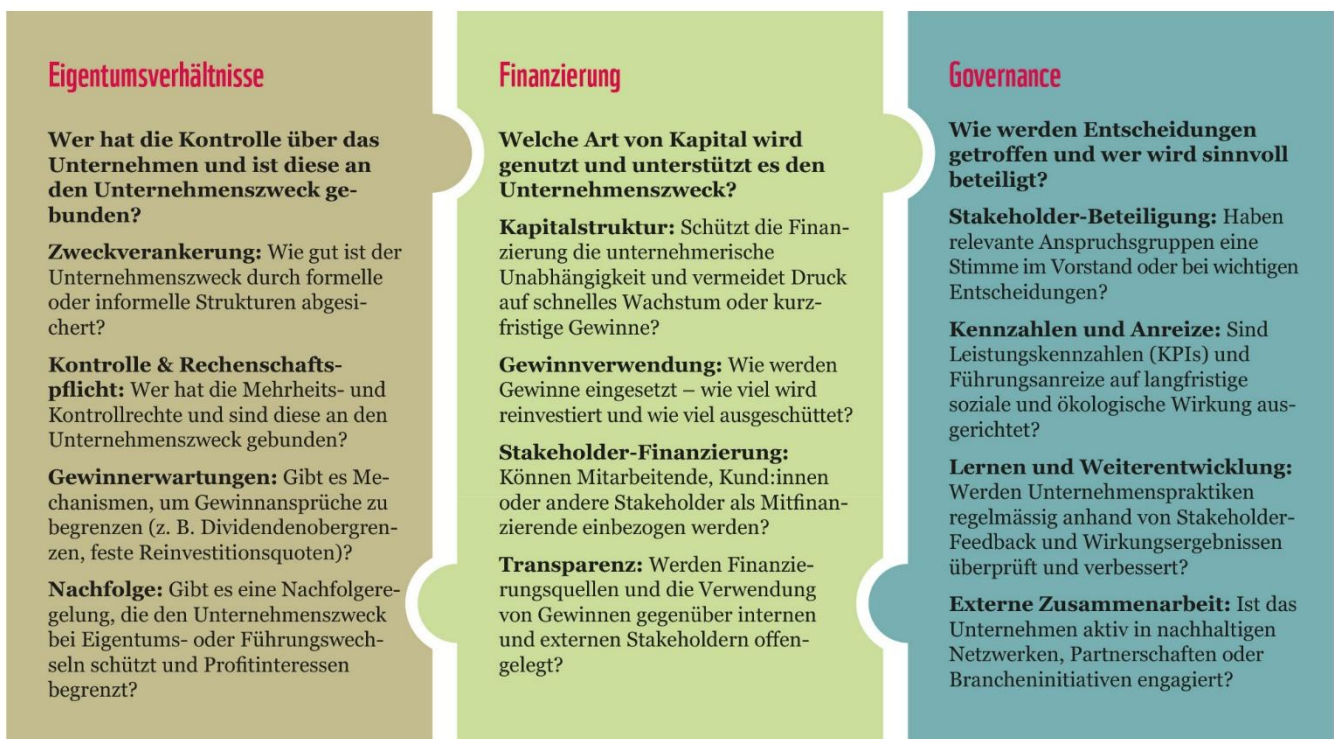 Eigentumsverhältnisse
Wer hat die Kontrolle über das
Unternehmen und ist diese an
den Unternehmenszweck ge-
bunden?
Zweckverankerung: Wie gut ist der
Unternehmenszweck durch formelle
oder informelle Strukturen abgesi-
chert?
Kontrolle & Rechenschafts-
pflicht: Wer hat die Mehrheits- und
Kontrollrechte und sind diese an den
Unternehmenszweck gebunden?
Gewinnerwartungen: Gibt es Me-
chanismen, um Gewinnansprüche zu
begrenzen (z. B. Dividendenobergren-
zen, feste Reinvestitionsquoten)?
Nachfolge: Gibt es eine Nachfolgere-
gelung, die den Unternehmenszweck
bei Eigentums- oder Führungswech-
seln schützt und Profitinteressen
begrenzt?
Finanzierung
Welche Art von Kapital wird
genutzt und unterstützt es den
Unternehmenszweck?
Kapitalstruktur: Schützt die Finan-
zierung die unternehmerische
Unabhängigkeit und vermeidet Druck
auf schnelles Wachstum oder kurz-
fristige Gewinne?
Gewinnverwendung: Wie werden
Gewinne eingesetzt – wie viel wird
reinvestiert und wie viel ausgeschüttet?
Stakeholder-Finanzierung:
Können Mitarbeitende, Kund:innen
oder andere Stakeholder als Mitfinan-
zierende einbezogen werden?
Transparenz: Werden Finanzie-
rungsquellen und die Verwendung
von Gewinnen gegenüber internen
und externen Stakeholdern offen-
gelegt?
Governance
Wie werden Entscheidungen
getroffen und wer wird sinnvoll
beteiligt?
Stakeholder-Beteiligung: Haben
relevante Anspruchsgruppen eine
Stimme im Vorstand oder bei wichtigen
Entscheidungen?
Kennzahlen und Anreize: Sind
Leistungskennzahlen (KPIs) und
Führungsanreize auf langfristige
soziale und ökologische Wirkung aus-
gerichtet?
Lernen und Weiterentwicklung:
Werden Unternehmenspraktiken
regelmässig anhand von Stakeholder-
Feedback und Wirkungsergebnissen
überprüft und verbessert?
Externe Zusammenarbeit: Ist das
Unternehmen aktiv in nachhaltigen
Netzwerken, Partnerschaften oder
Brancheninitiativen engagiert?